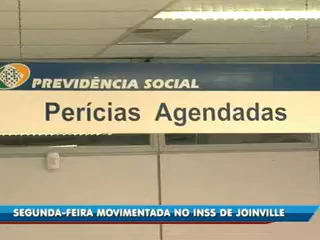 PREVIDÊNCIA SOCIAL
Perícias Agendadas
SEGUNDA-FEIRA MOVIMENTADA NO INSS DE JOINVILLE